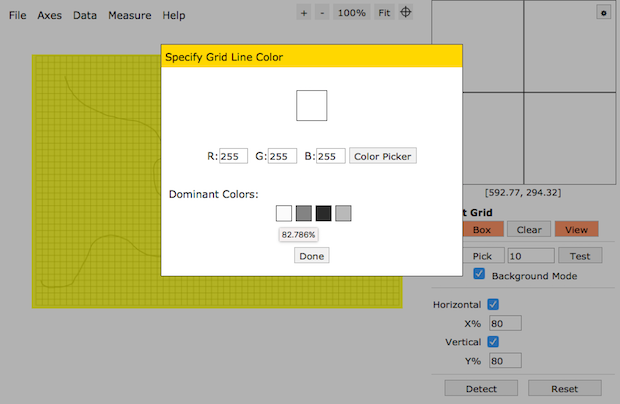 File Axes Data Measure Help + - 100% Fit
Specify Grid Line Color
R: 255 G: 255 B: 255 Color Picker
Dominant Colors:
82.786%
Done
[592.77, 294.32]
t Grid
Box Clear View
Pick 10 Test
Background Mode
Horizontal
X% 80
Vertical
Y% 80
Detect Reset